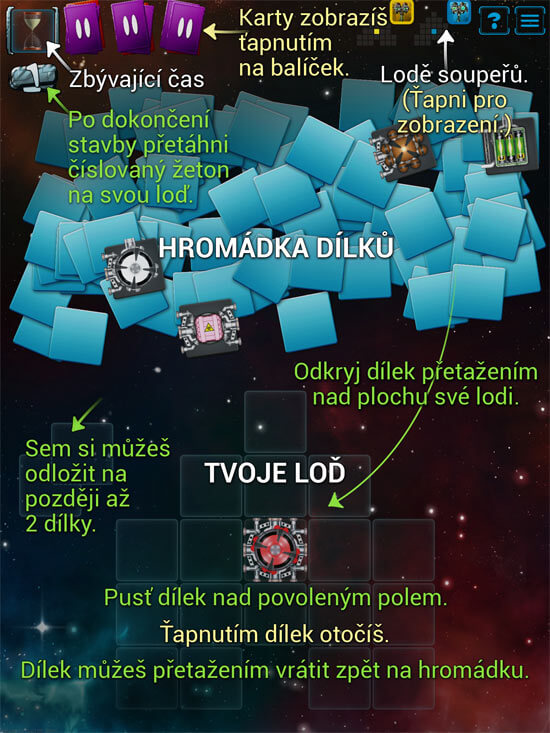 Karty zobrazíš
ťapnutím
na balíček.
Zbývající čas
Lodě soupeřů.
(Ťapni pro
zobrazení.)
1
Po dokončení
stavby přetáhni
číslovaný žeton
na svou loď.
HROMÁDKA DÍLKŮ
Odkryj dílek přetažením
nad plochu své lodi.
Sem si můžeš
odložit na
později až
2 dílky.
TVOJE LOĎ
Pusť dílek nad povoleným polem.
Ťapnutím dílek otočíš.
Dílek můžeš přetažením vrátit zpět na hromádku.